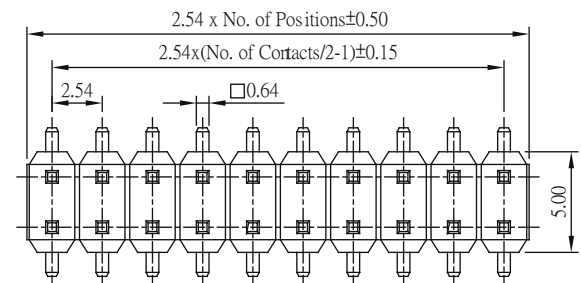 2.54 x No. of Positions±0.50
2.54x(No. of Contacts/2-1)±0.15
2.54
□0.64
5.00